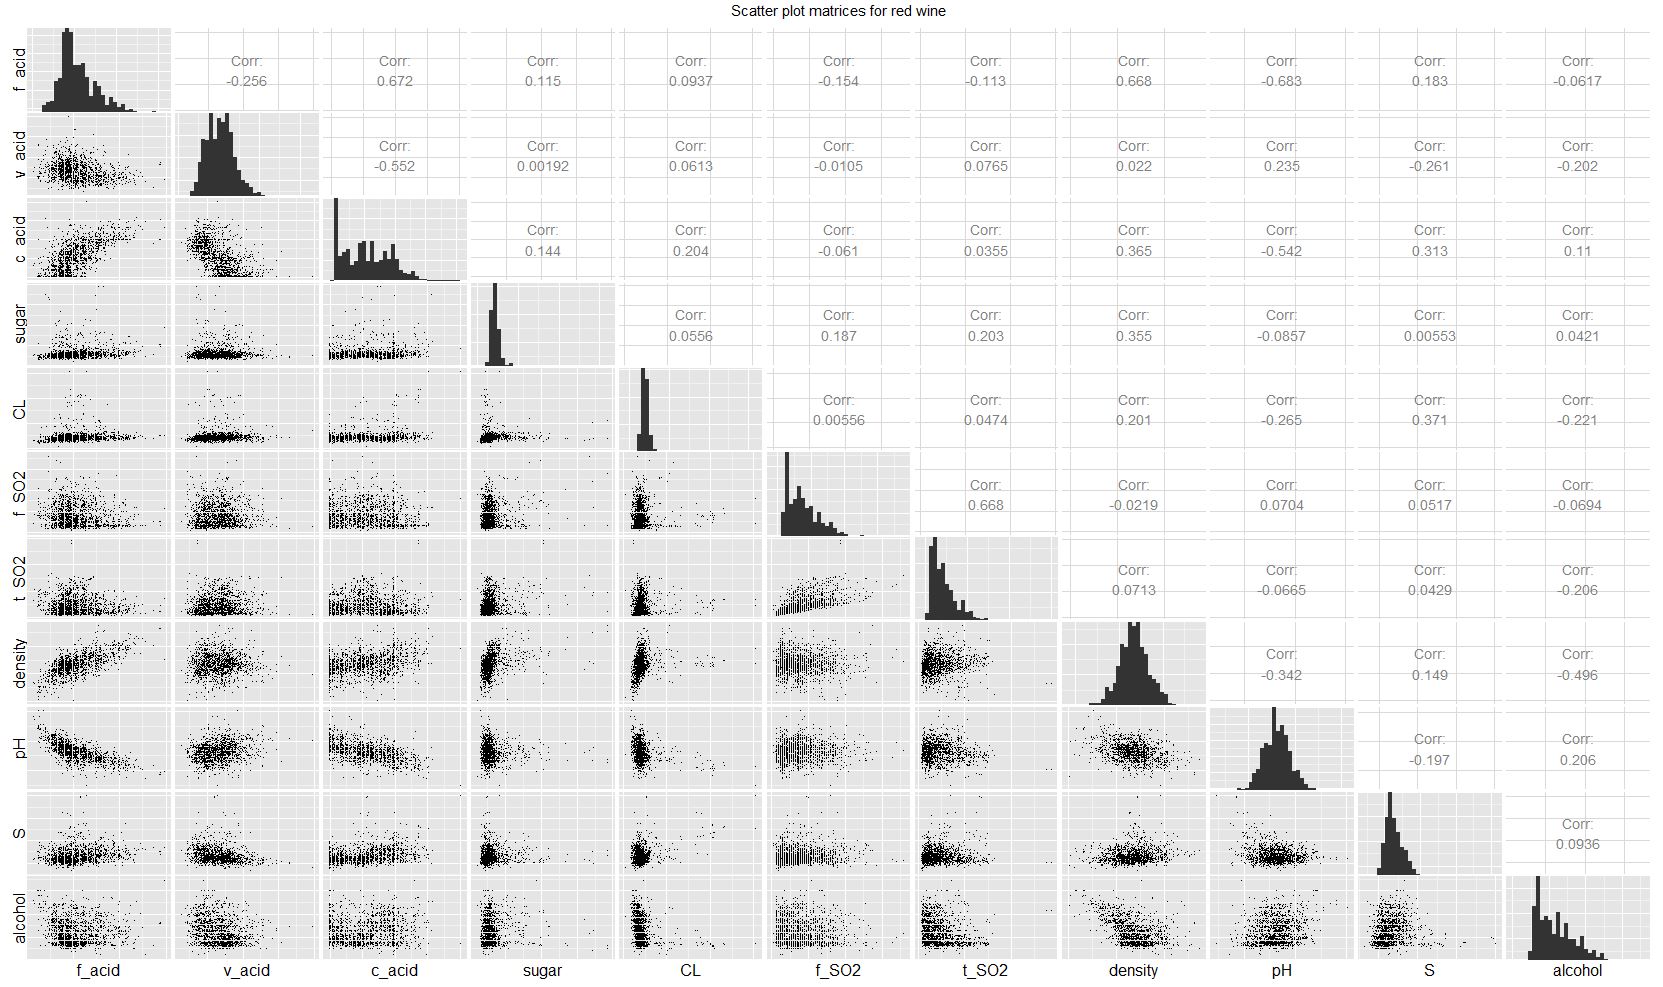 Scatter plot matrices for red wine
f_acid
Corr: Corr: Corr: Corr: Corr: Corr: Corr: Corr: Corr: Corr:
-0.256 0.672 0.115 0.0937 -0.154 -0.113 0.668 -0.683 0.183 -0.0617
v_acid
Corr: Corr: Corr: Corr: Corr: Corr: Corr: Corr: Corr:
-0.552 0.00192 0.0613 -0.0105 0.0765 0.022 0.235 -0.261 -0.202
c_acid
Corr: Corr: Corr: Corr: Corr: Corr: Corr: Corr:
0.144 0.204 -0.061 0.0355 0.365 -0.542 0.313 0.11
sugar
Corr: Corr: Corr: Corr: Corr: Corr: Corr:
0.0556 0.187 0.203 0.355 -0.0857 0.00553 0.0421
CL
Corr: Corr: Corr: Corr: Corr: Corr:
0.00556 0.0474 0.201 -0.265 0.371 -0.221
f_SO2
Corr: Corr: Corr: Corr: Corr:
0.668 -0.0219 0.0704 0.0517 -0.0694
t_SO2
Corr: Corr: Corr: Corr:
0.0713 -0.0665 0.0429 -0.206
density
Corr: Corr: Corr:
-0.342 0.149 -0.496
pH
Corr: Corr:
-0.197 0.206
S
Corr:
0.0936
alcohol
f_acid v_acid c_acid sugar CL f_SO2 t_SO2 density pH S alcohol